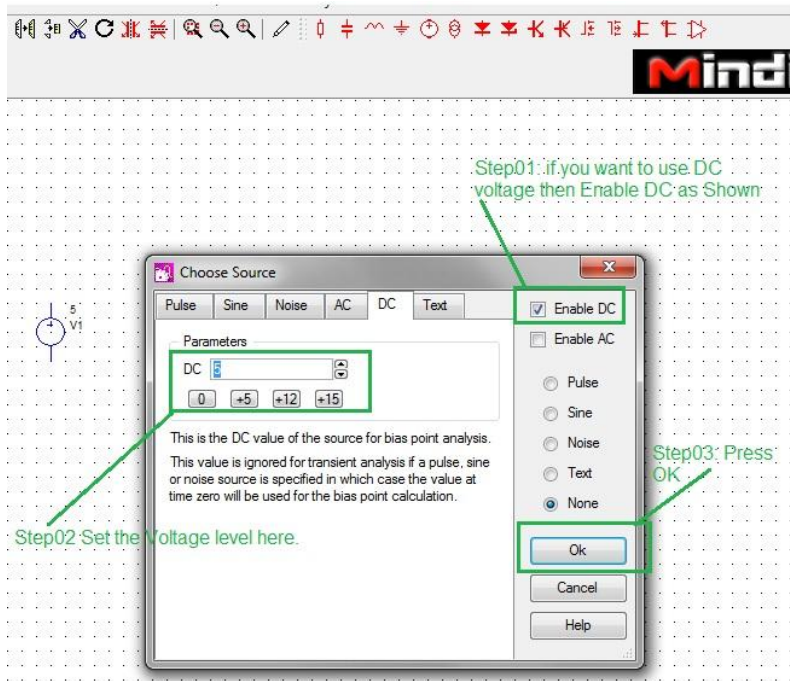 Mindi
Step01: if you want to use DC
voltage then Enable DC as Shown
Choose Source
Pulse Sine Noise AC DC Text
Enable DC
Enable AC
Parameters
DC 5
0 +5 +12 +15
Pulse
Sine
Noise
Text
None
This is the DC value of the source for bias point analysis.
This value is ignored for transient analysis if a pulse, sine
or noise source is specified in which case the value at
time zero will be used for the bias point calculation.
5
V1
Step03: Press
OK
Step02 Set the Voltage level here.
Ok
Cancel
Help